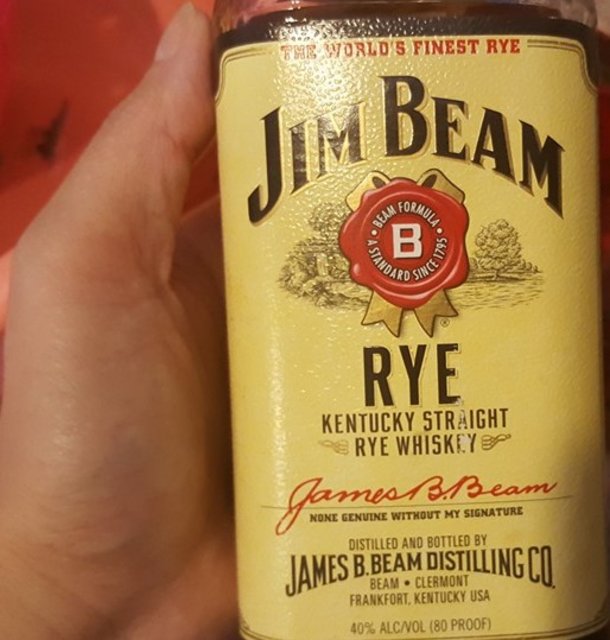 THE WORLD'S FINEST RYE
JIM BEAM
BEAM FORMULA
B
A STANDARD SINCE 1795
RYE
KENTUCKY STRAIGHT
RYE WHISKEY
James B. Beam
NONE GENUINE WITHOUT MY SIGNATURE
DISTILLED AND BOTTLED BY
JAMES B. BEAM DISTILLING CO.
BEAM • CLERMONT
FRANKFORT, KENTUCKY USA
40% ALC/VOL (80 PROOF)